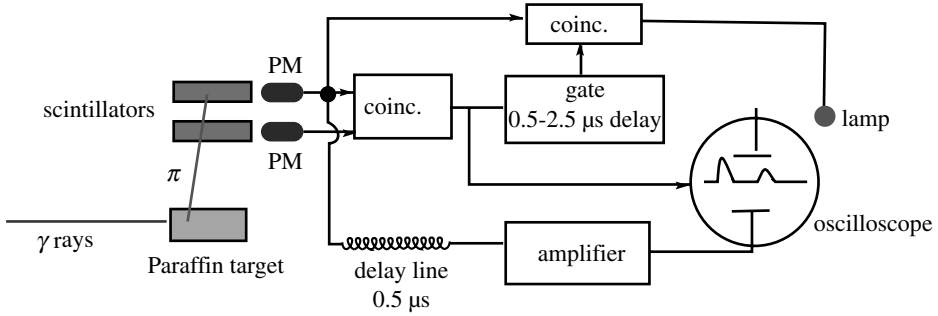 coinc.
PM
scintillators
coinc.
gate
0.5-2.5 µs delay
lamp
PM
π
γ rays
oscilloscope
Paraffin target
amplifier
delay line
0.5 µs